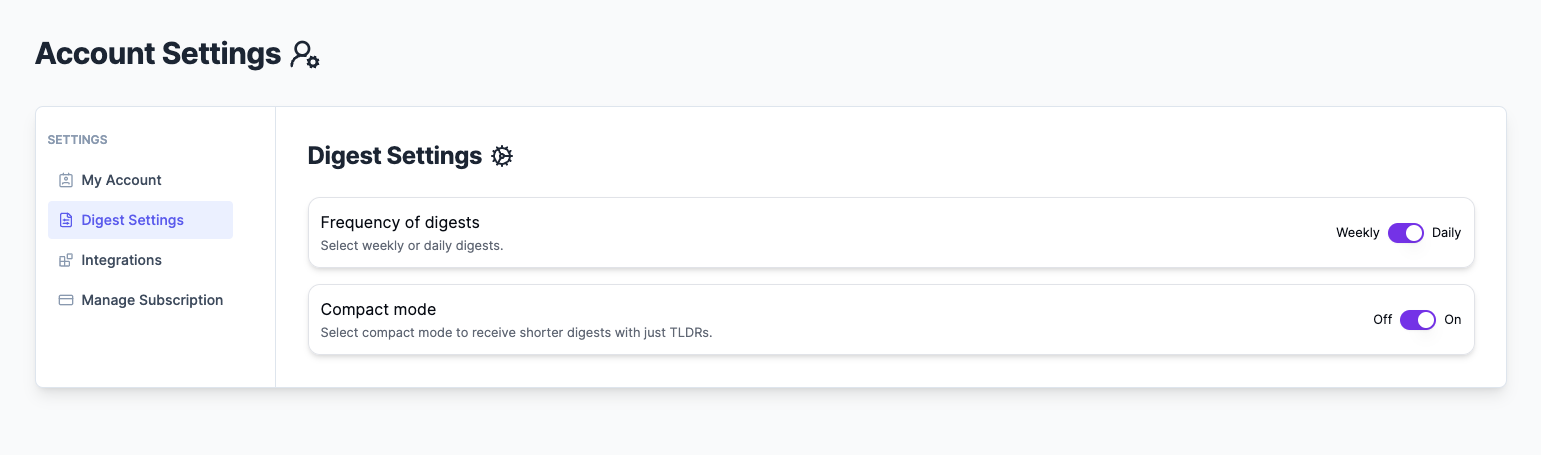 Account Settings
SETTINGS
My Account
Digest Settings
Integrations
Manage Subscription
Digest Settings
Frequency of digests
Select weekly or daily digests.
Weekly Daily
Compact mode
Select compact mode to receive shorter digests with just TLDRs.
Off On